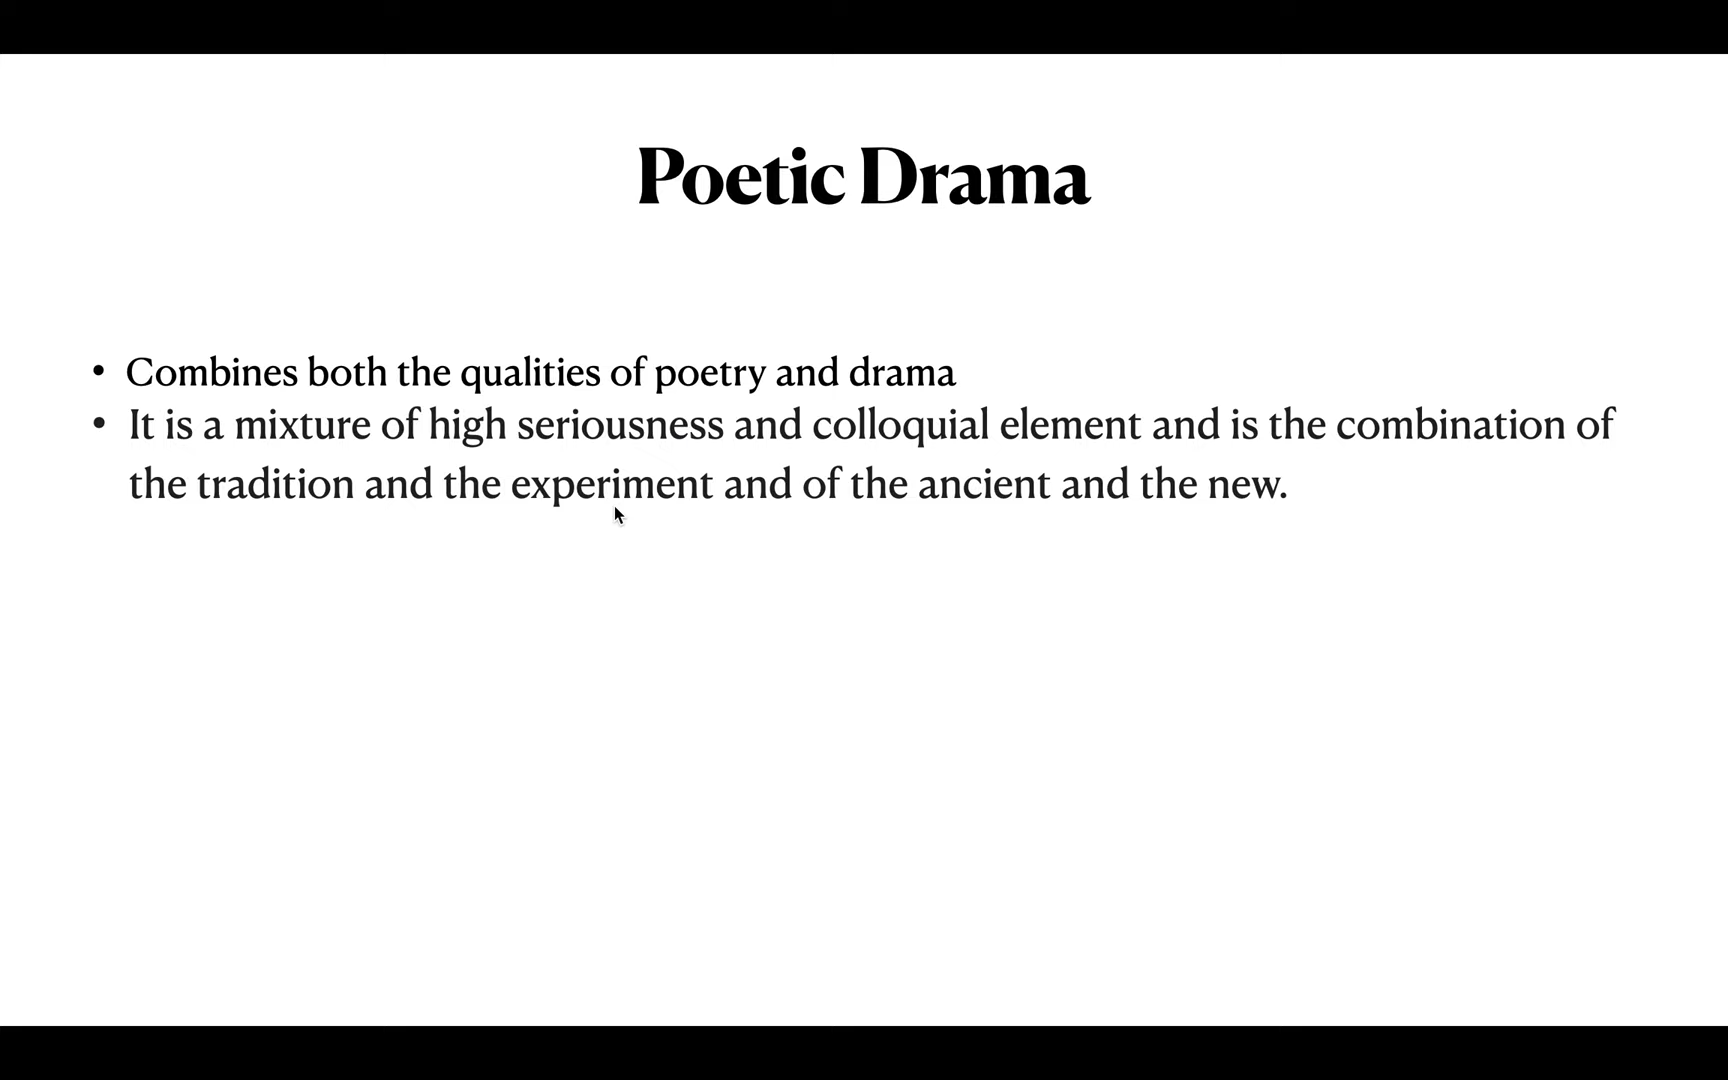 Poetic Drama
• Combines both the qualities of poetry and drama
• It is a mixture of high seriousness and colloquial element and is the combination of
the tradition and the experiment and of the ancient and the new.